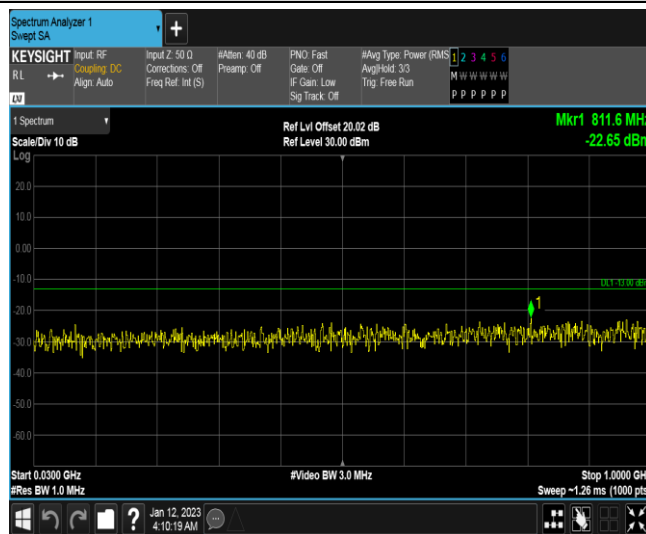 Spectrum Analyzer 1
Swept SA
+
KEYSIGHT Input: RF Input Z: 50 Ω #Atten: 40 dB PNO: Fast #Avg Type: Power (RMS 1 2 3 4 5 6
RL Coupling: DC Corrections: Off Preamp: Off Gate: Off Avg|Hold: 3/3 M W W W W W
Align: Auto Freq Ref: Int (S) IF Gain: Low Trig: Free Run
LXI Sig Track: Off P P P P P P
1 Spectrum Ref Lvl Offset 20.02 dB Mkr1 811.6 MHz
Scale/Div 10 dB Ref Level 30.00 dBm -22.65 dBm
Log
20.0
10.0
0.00
-10.0
DL1 -13.00 dBm
1
-20.0
-30.0
-40.0
-50.0
-60.0
Start 0.0300 GHz #Video BW 3.0 MHz Stop 1.0000 GH
#Res BW 1.0 MHz Sweep ~1.26 ms (1000 pts
? Jan 12, 2023
4:10:19 AM